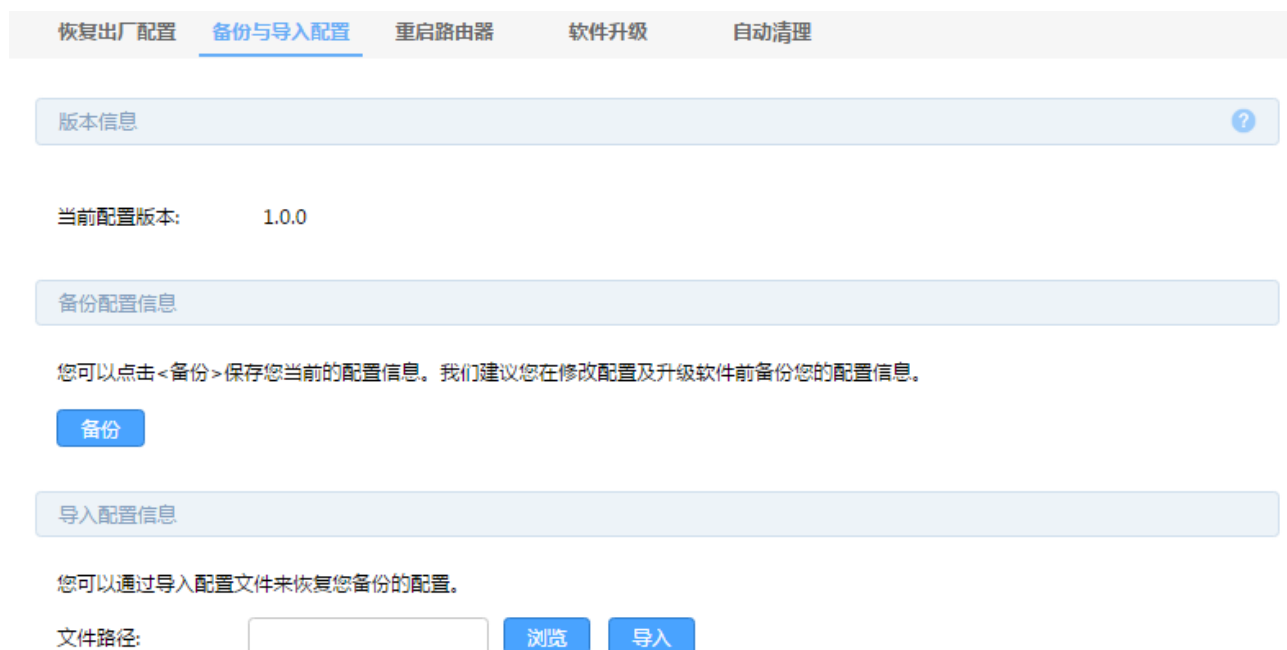 恢复出厂配置 备份与导入配置 重启路由器 软件升级 自动清理
版本信息 ?
当前配置版本: 1.0.0
备份配置信息
您可以点击<备份>保存您当前的配置信息。我们建议您在修改配置及升级软件前备份您的配置信息。
备份
导入配置信息
您可以通过导入配置文件来恢复您备份的配置。
文件路径: 浏览 导入